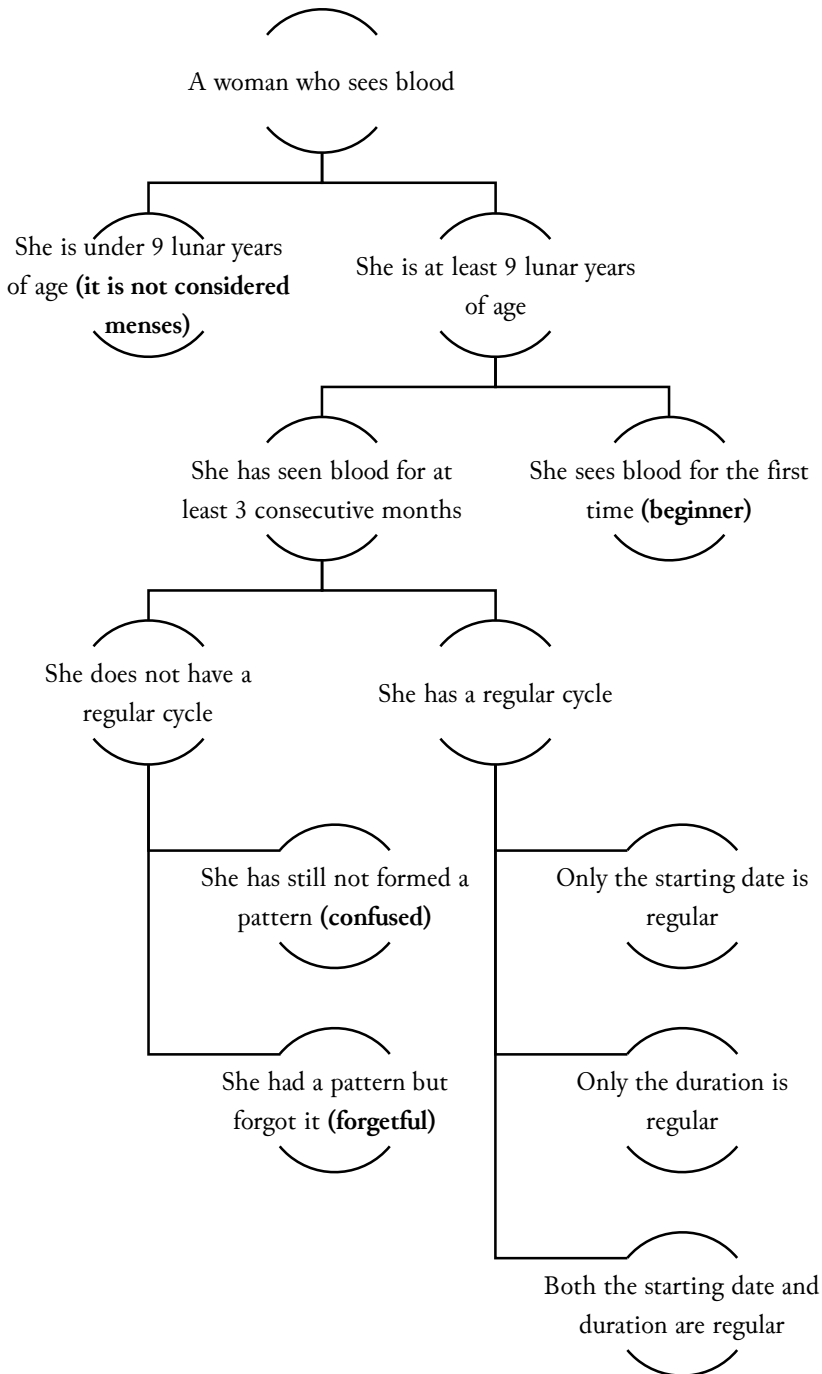 A woman who sees blood
She is under 9 lunar years
of age (it is not considered
menses)
She is at least 9 lunar years
of age
She has seen blood for at
least 3 consecutive months
She sees blood for the first
time (beginner)
She does not have a
regular cycle
She has a regular cycle
She has still not formed a
pattern (confused)
She had a pattern but
forgot it (forgetful)
Only the starting date is
regular
Only the duration is
regular
Both the starting date and
duration are regular